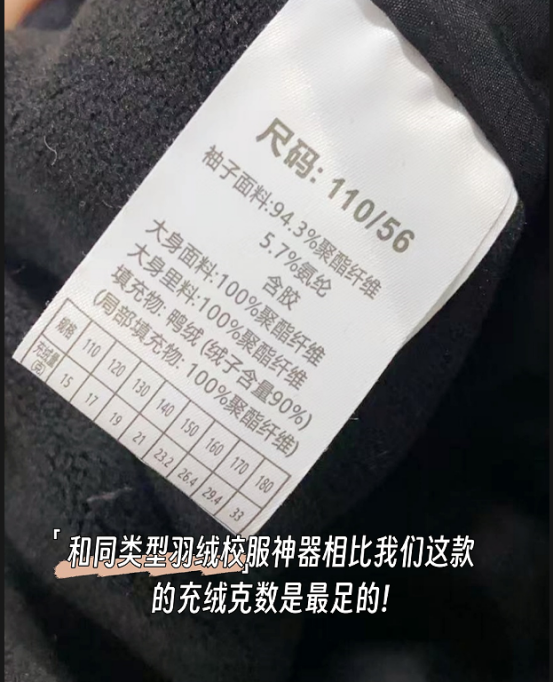 尺码: 110/56
袖子面料:94.3%聚酯纤维
5.7%氨纶
含胶
大身面料:100%聚酯纤维
大身里料:100%聚酯纤维
填充物: 鸭绒 (绒子含量90%)
(局部填充物: 100%聚酯纤维)
规格 110 120 130 140 150 160 170 180
充绒量(克) 15 17 19 21 23.2 26.4 29.4 33
「和同类型羽绒校服神器相比我们这款
的充绒克数是最足的!